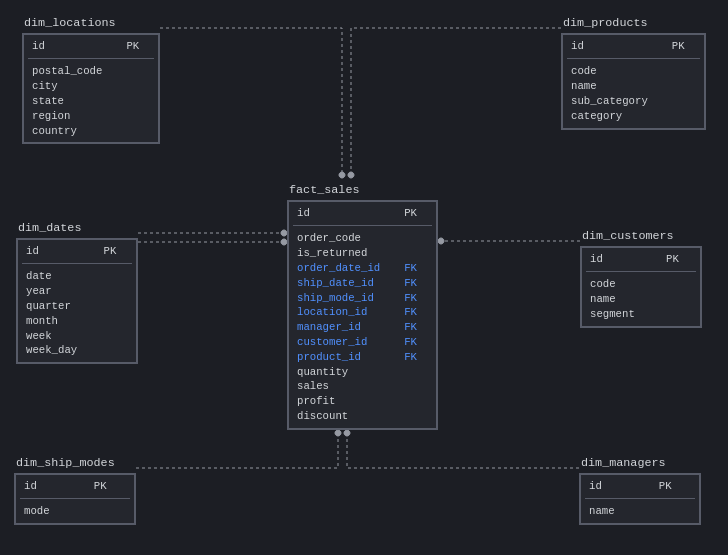 dim_locations
id PK
postal_code
city
state
region
country
dim_products
id PK
code
name
sub_category
category
fact_sales
id PK
order_code
is_returned
order_date_id FK
ship_date_id FK
ship_mode_id FK
location_id FK
manager_id FK
customer_id FK
product_id FK
quantity
sales
profit
discount
dim_dates
id PK
date
year
quarter
month
week
week_day
dim_customers
id PK
code
name
segment
dim_ship_modes
id PK
mode
dim_managers
id PK
name